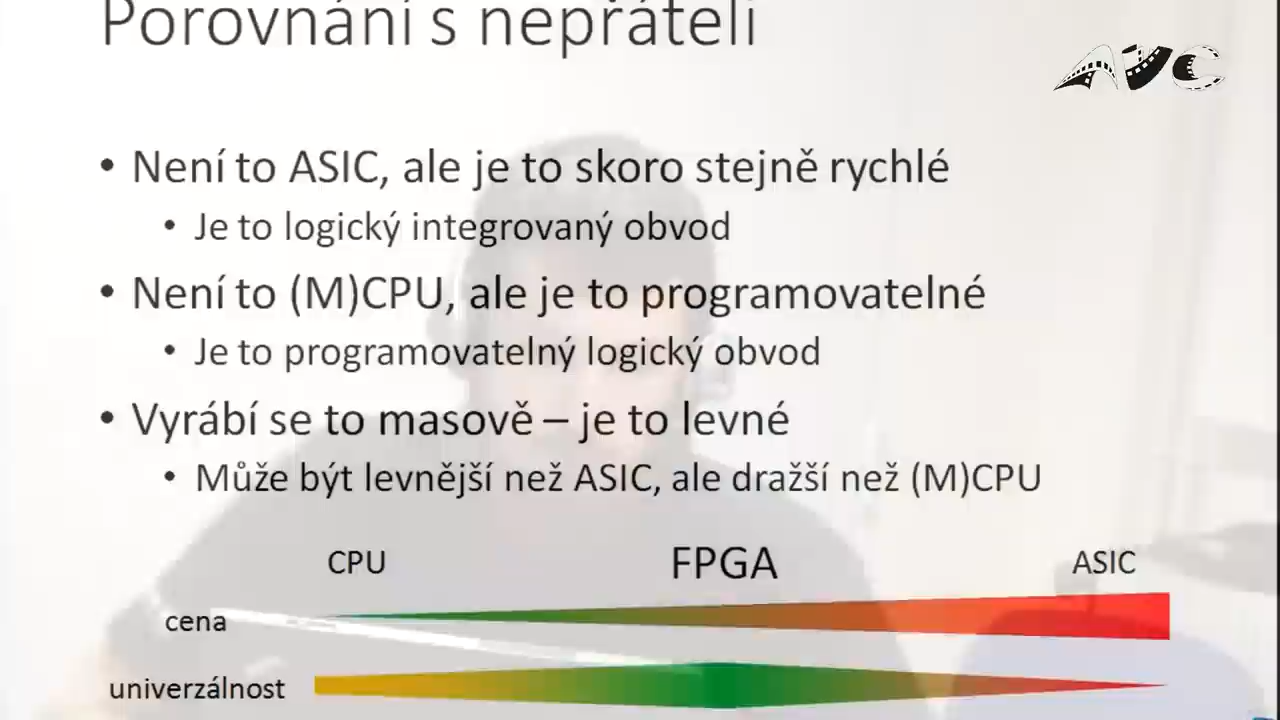 Porovnání s nepřáteli
AVC
• Není to ASIC, ale je to skoro stejně rychlé
• Je to logický integrovaný obvod
• Není to (M)CPU, ale je to programovatelné
• Je to programovatelný logický obvod
• Vyrábí se to masově – je to levné
• Může být levnější než ASIC, ale dražší než (M)CPU
CPU FPGA ASIC
cena
univerzálnost